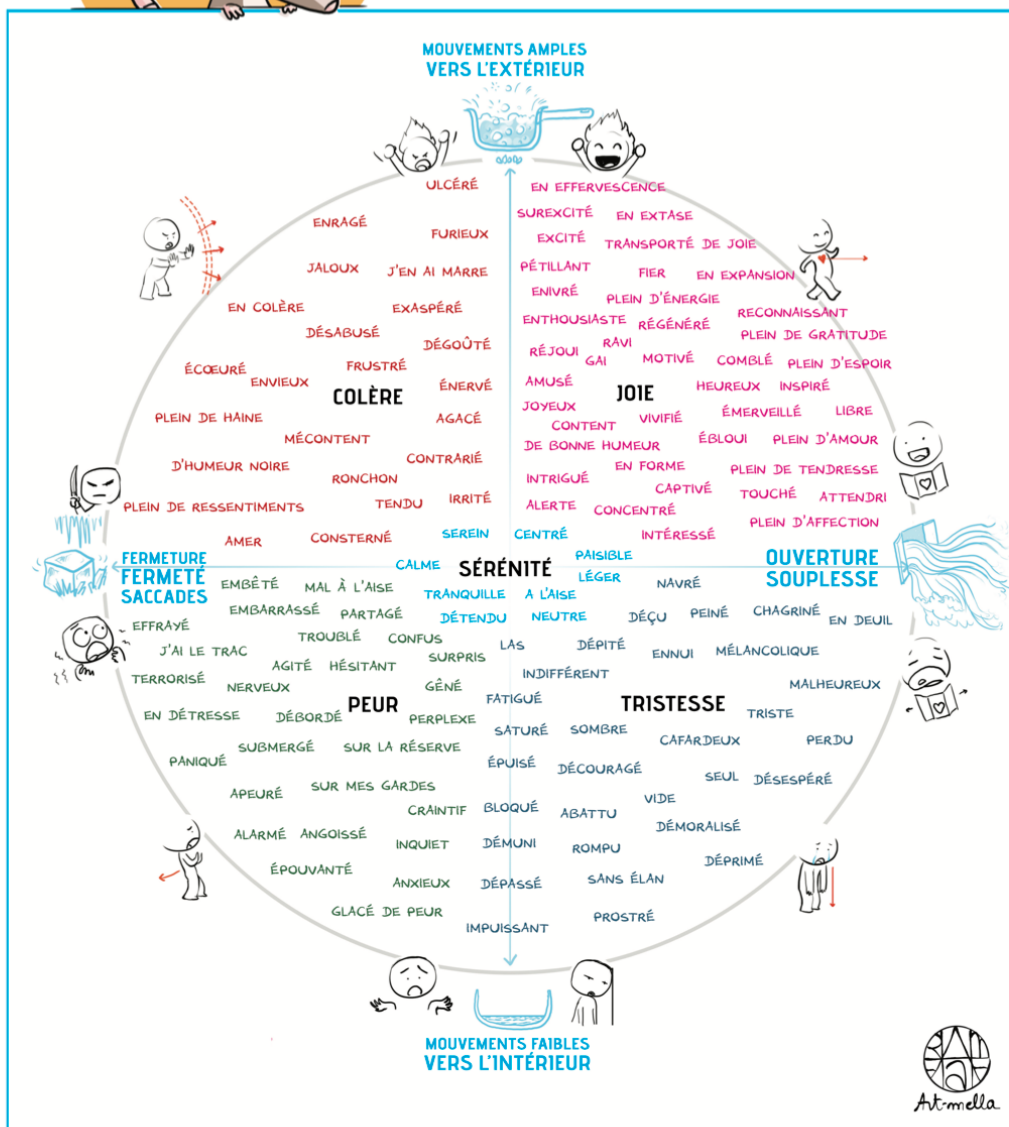 MOUVEMENTS AMPLES
VERS L'EXTÉRIEUR
ULCÉRÉ
ENRAGÉ
FURIEUX
JALOUX
J'EN AI MARRE
EN COLÈRE
EXASPÉRÉ
DÉSABUSÉ
DÉGOÛTÉ
ÉCŒURÉ
FRUSTRÉ
ENVIEUX
ÉNERVÉ
COLÈRE
PLEIN DE HAINE
AGACÉ
MÉCONTENT
CONTRARIÉ
D'HUMEUR NOIRE
RONCHON
PLEIN DE RESSENTIMENTS
TENDU
IRRITÉ
AMER
CONSTERNÉ
EN EFFERVESCENCE
SUREXCITÉ
EN EXTASE
EXCITÉ
TRANSPORTÉ DE JOIE
PÉTILLANT
FIER
EN EXPANSION
ENIVRÉ
PLEIN D'ÉNERGIE
RECONNAISSANT
ENTHOUSIASTE
RÉGÉNÉRÉ
PLEIN DE GRATITUDE
RÉJOUI
RAVI
GAI
MOTIVÉ
COMBLÉ
PLEIN D'ESPOIR
AMUSÉ
JOIE
HEUREUX
INSPIRÉ
JOYEUX
CONTENT
VIVIFIÉ
ÉMERVEILLÉ
LIBRE
DE BONNE HUMEUR
ÉBLOUI
PLEIN D'AMOUR
INTRIGUÉ
EN FORME
PLEIN DE TENDRESSE
CAPTIVÉ
TOUCHÉ
ATTENDRI
ALERTE
CONCENTRÉ
PLEIN D'AFFECTION
INTÉRESSÉ
SEREIN
CENTRÉ
CALME
PAISIBLE
SÉRÉNITÉ
LÉGER
TRANQUILLE
A L'AISE
DÉTENDU
NEUTRE
FERMETURE
FERMETÉ
SACCADES
OUVERTURE
SOUPLESSE
EMBÊTÉ
MAL À L'AISE
EMBARRASSÉ
PARTAGÉ
EFFRAYÉ
TROUBLÉ
CONFUS
J'AI LE TRAC
SURPRIS
AGITÉ
HÉSITANT
TERRORISÉ
NERVEUX
GÊNÉ
PEUR
EN DÉTRESSE
DÉBORDÉ
PERPLEXE
SUBMERGÉ
SUR LA RÉSERVE
PANIQUÉ
APEURÉ
SUR MES GARDES
CRAINTIF
ALARMÉ
ANGOISSÉ
INQUIET
ÉPOUVANTÉ
ANXIEUX
GLACÉ DE PEUR
NAVRÉ
DÉÇU
PEINÉ
CHAGRINÉ
EN DEUIL
LAS
DÉPITÉ
ENNUI
MÉLANCOLIQUE
INDIFFÉRENT
MALHEUREUX
FATIGUÉ
TRISTESSE
TRISTE
SATURÉ
SOMBRE
CAFARDEUX
PERDU
ÉPUISÉ
DÉCOURAGÉ
SEUL
DÉSESPÉRÉ
VIDE
BLOQUÉ
ABATTU
DÉMORALISÉ
DÉMUNI
ROMPU
DÉPRIMÉ
DÉPASSÉ
SANS ÉLAN
PROSTRÉ
IMPUISSANT
MOUVEMENTS FAIBLES
VERS L'INTÉRIEUR
Art-mella